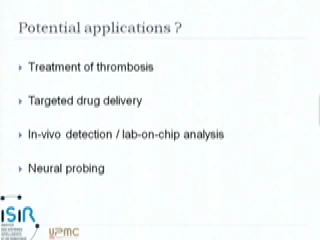 Potential applications ?
Treatment of thrombosis
Targeted drug delivery
In-vivo detection / lab-on-chip analysis
Neural probing
ISIR
UPMC